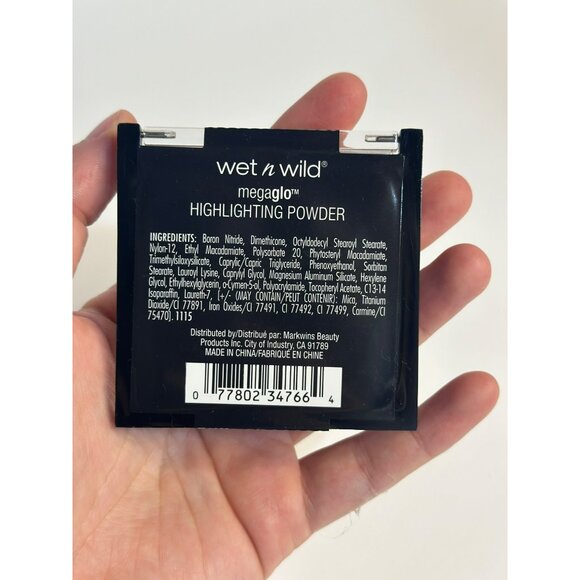 wet n wild®
megaglo™
HIGHLIGHTING POWDER
INGREDIENTS: Boron Nitride, Dimethicone, Octyldodecyl Stearoyl Stearate,
Nylon-12, Ethyl Macadamiate, Polysorbate 20, Phytosteryl Macadamiate,
Trimethylsiloxysilicate, Caprylic/Capric Triglyceride, Phenoxyethanol, Sorbitan
Stearate, Lauroyl Lysine, Caprylyl Glycol, Magnesium Aluminum Silicate, Hexylene
Glycol, Ethylhexylglycerin, o-Cymen-5-ol, Polyacrylamide, Tocopheryl Acetate, C13-14
Isoparaffin, Laureth-7, [+/- (MAY CONTAIN/PEUT CONTENIR): Mica, Titanium
Dioxide/CI 77891, Iron Oxides/CI 77491, CI 77492, CI 77499, Carmine/CI
75470]. 1115
Distributed by/Distribué par: Markwins Beauty
Products Inc. City of Industry, CA 91789
MADE IN CHINA/FABRIQUÉ EN CHINE
0 77802 34766 4